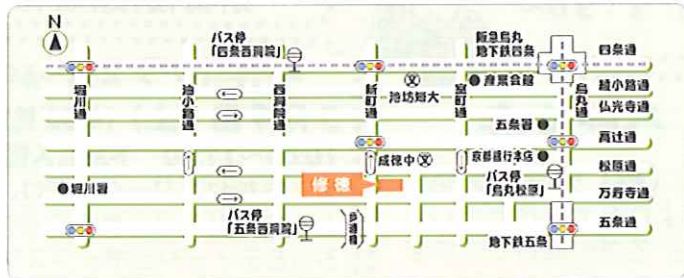 N
バス停
「四条西洞院」
阪急烏丸
地下鉄四条
四条通
産業会館
池坊短大
綾小路通
仏光寺通
堀川通
油小路通
西洞院通
新町通
室町通
烏丸通
五条署
高辻通
成徳中
京都銀行本店
松原通
バス停
「烏丸松原」
堀川署
修徳
万寿寺通
バス停
「五条西洞院」
歩道橋
五条通
地下鉄五条